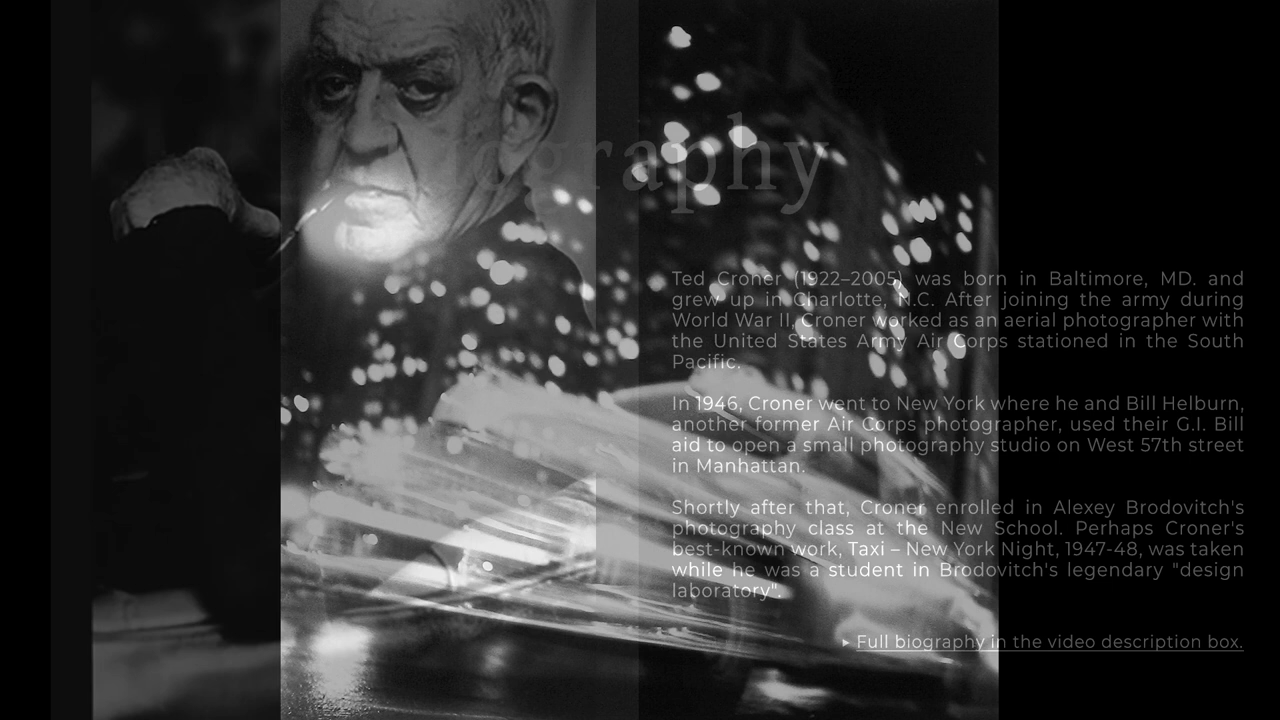 Biography
Ted Croner (1922–2005) was born in Baltimore, MD. and
grew up in Charlotte, N.C. After joining the army during
World War II, Croner worked as an aerial photographer with
the United States Army Air Corps stationed in the South
Pacific.
In 1946, Croner went to New York where he and Bill Helburn,
another former Air Corps photographer, used their G.I. Bill
aid to open a small photography studio on West 57th street
in Manhattan.
Shortly after that, Croner enrolled in Alexey Brodovitch's
photography class at the New School. Perhaps Croner's
best-known work, Taxi – New York Night, 1947-48, was taken
while he was a student in Brodovitch's legendary "design
laboratory".
▸ Full biography in the video description box.